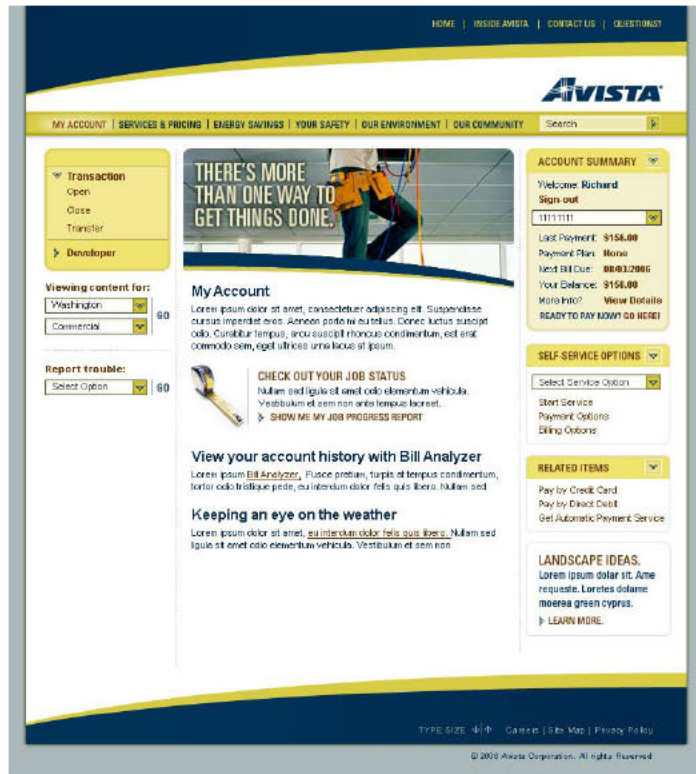 HOME | INSIDE AVISTA | CONTACT US | QUESTIONS?
AVISTA
MY ACCOUNT | SERVICES & PRICING | ENERGY SAVINGS | YOUR SAFETY | OUR ENVIRONMENT | OUR COMMUNITY
Search
Transaction
Open
Close
Transfer
Developer
Viewing content for:
Washington
Commercial
GO
Report trouble:
Select Option
GO
THERE'S MORE
THAN ONE WAY TO
GET THINGS DONE.
My Account
Lorem ipsum dolor sit amet, consectetuer adipiscing elit. Suspendisse
cursus imperdiet eros. Aenean porta mi eu tellus. Donec luctus suscipit
odio. Curabitur tempus, arcu suscipit rhoncus condimentum, est erat
commodo sem, eget ultrices urna lacus at ipsum.
CHECK OUT YOUR JOB STATUS
Nullam sed ligula sit amet odio elementum vehicula.
Vestibulum et sem non ante tempus laoreet.
SHOW ME MY JOB PROGRESS REPORT
View your account history with Bill Analyzer
Lorem ipsum Bill Analyzer, Fusce pretium, turpis at tempus condimentum,
tortor odio tristique pede, eu interdum dolor felis quis libero. Nullam sed
Keeping an eye on the weather
Lorem ipsum dolor sit amet, eu interdum dolor felis quis libero. Nullam sed
ligula sit amet odio elementum vehicula. Vestibulum et sem non
ACCOUNT SUMMARY
Welcome Richard
Sign-out
11111111
Last Payment: $156.00
Payment Plan: None
Next Bill Due: 08/03/2006
Your Balance: $156.00
More Info? View Details
READY TO PAY NOW? GO HERE!
SELF-SERVICE OPTIONS
Select Service Option
Start Service
Payment Options
Billing Options
RELATED ITEMS
Pay by Credit Card
Pay by Direct Debit
Get Automatic Payment Service
LANDSCAPE IDEAS.
Lorem ipsum dolar sit. Ame
requeste. Loretes dolame
moerea green cyprus.
LEARN MORE.
TYPE SIZE Careers | Site Map | Privacy Policy
© 2006 Avista Corporation. All rights Reserved